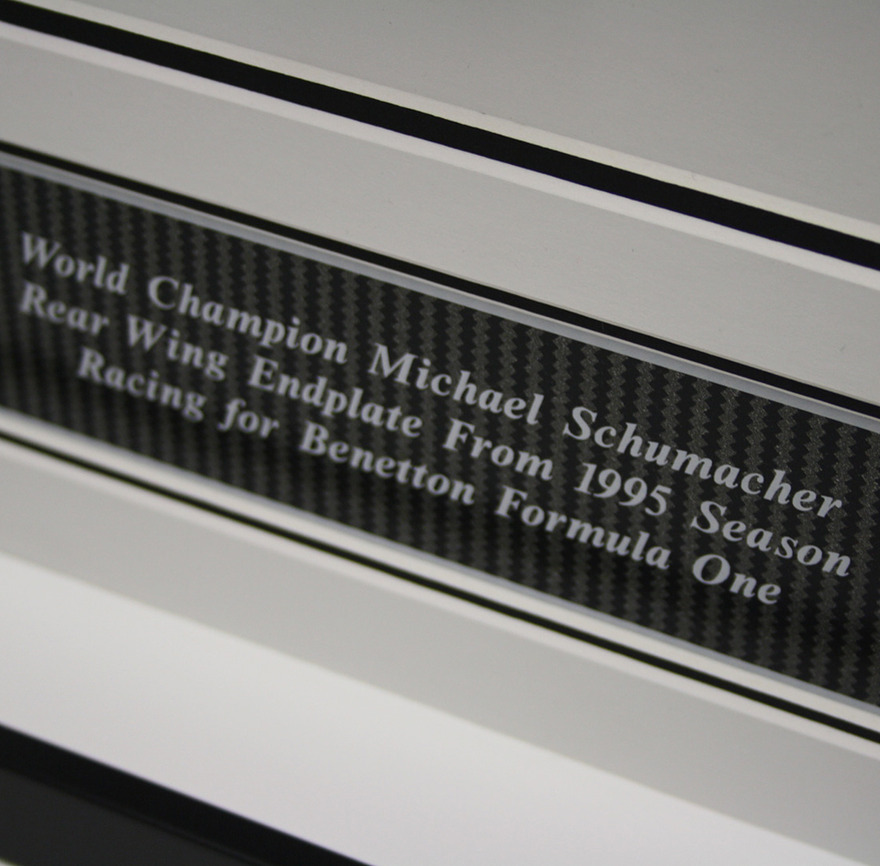 World Champion Michael Schumacher
Rear Wing Endplate From 1995 Season
Racing for Benetton Formula One